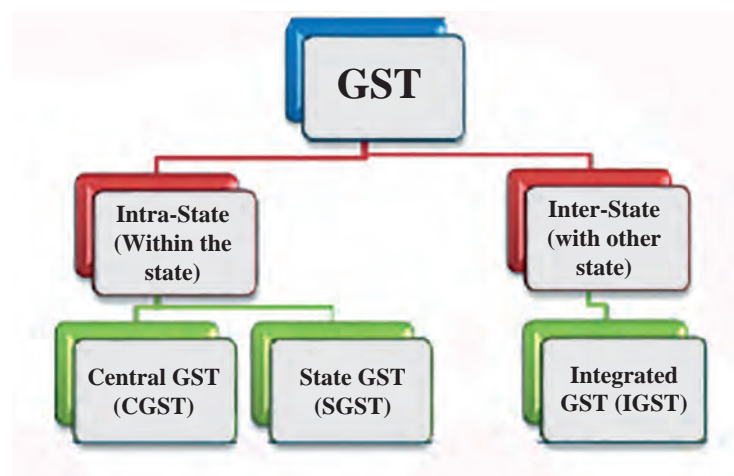 GST
Intra-State
(Within the
state)
Inter-State
(with other
state)
Central GST
(CGST)
State GST
(SGST)
Integrated
GST (IGST)